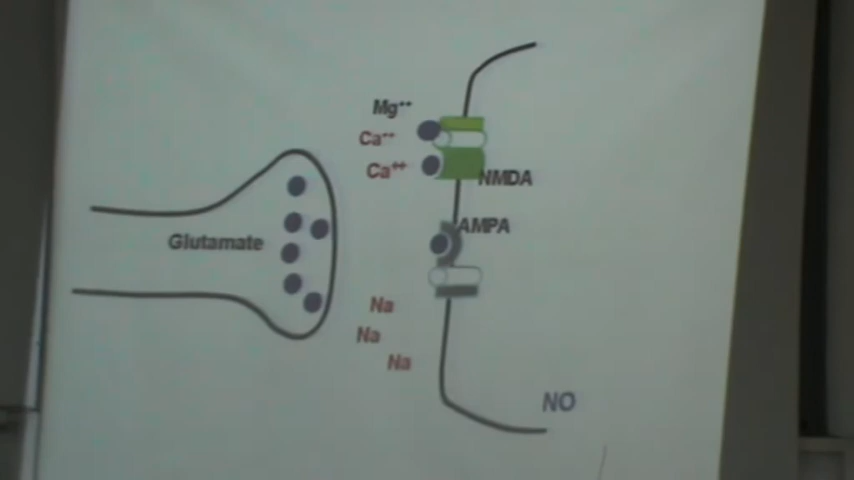 Mg++
Ca++
Ca++
NMDA
AMPA
Glutamate
Na
Na
Na
NO